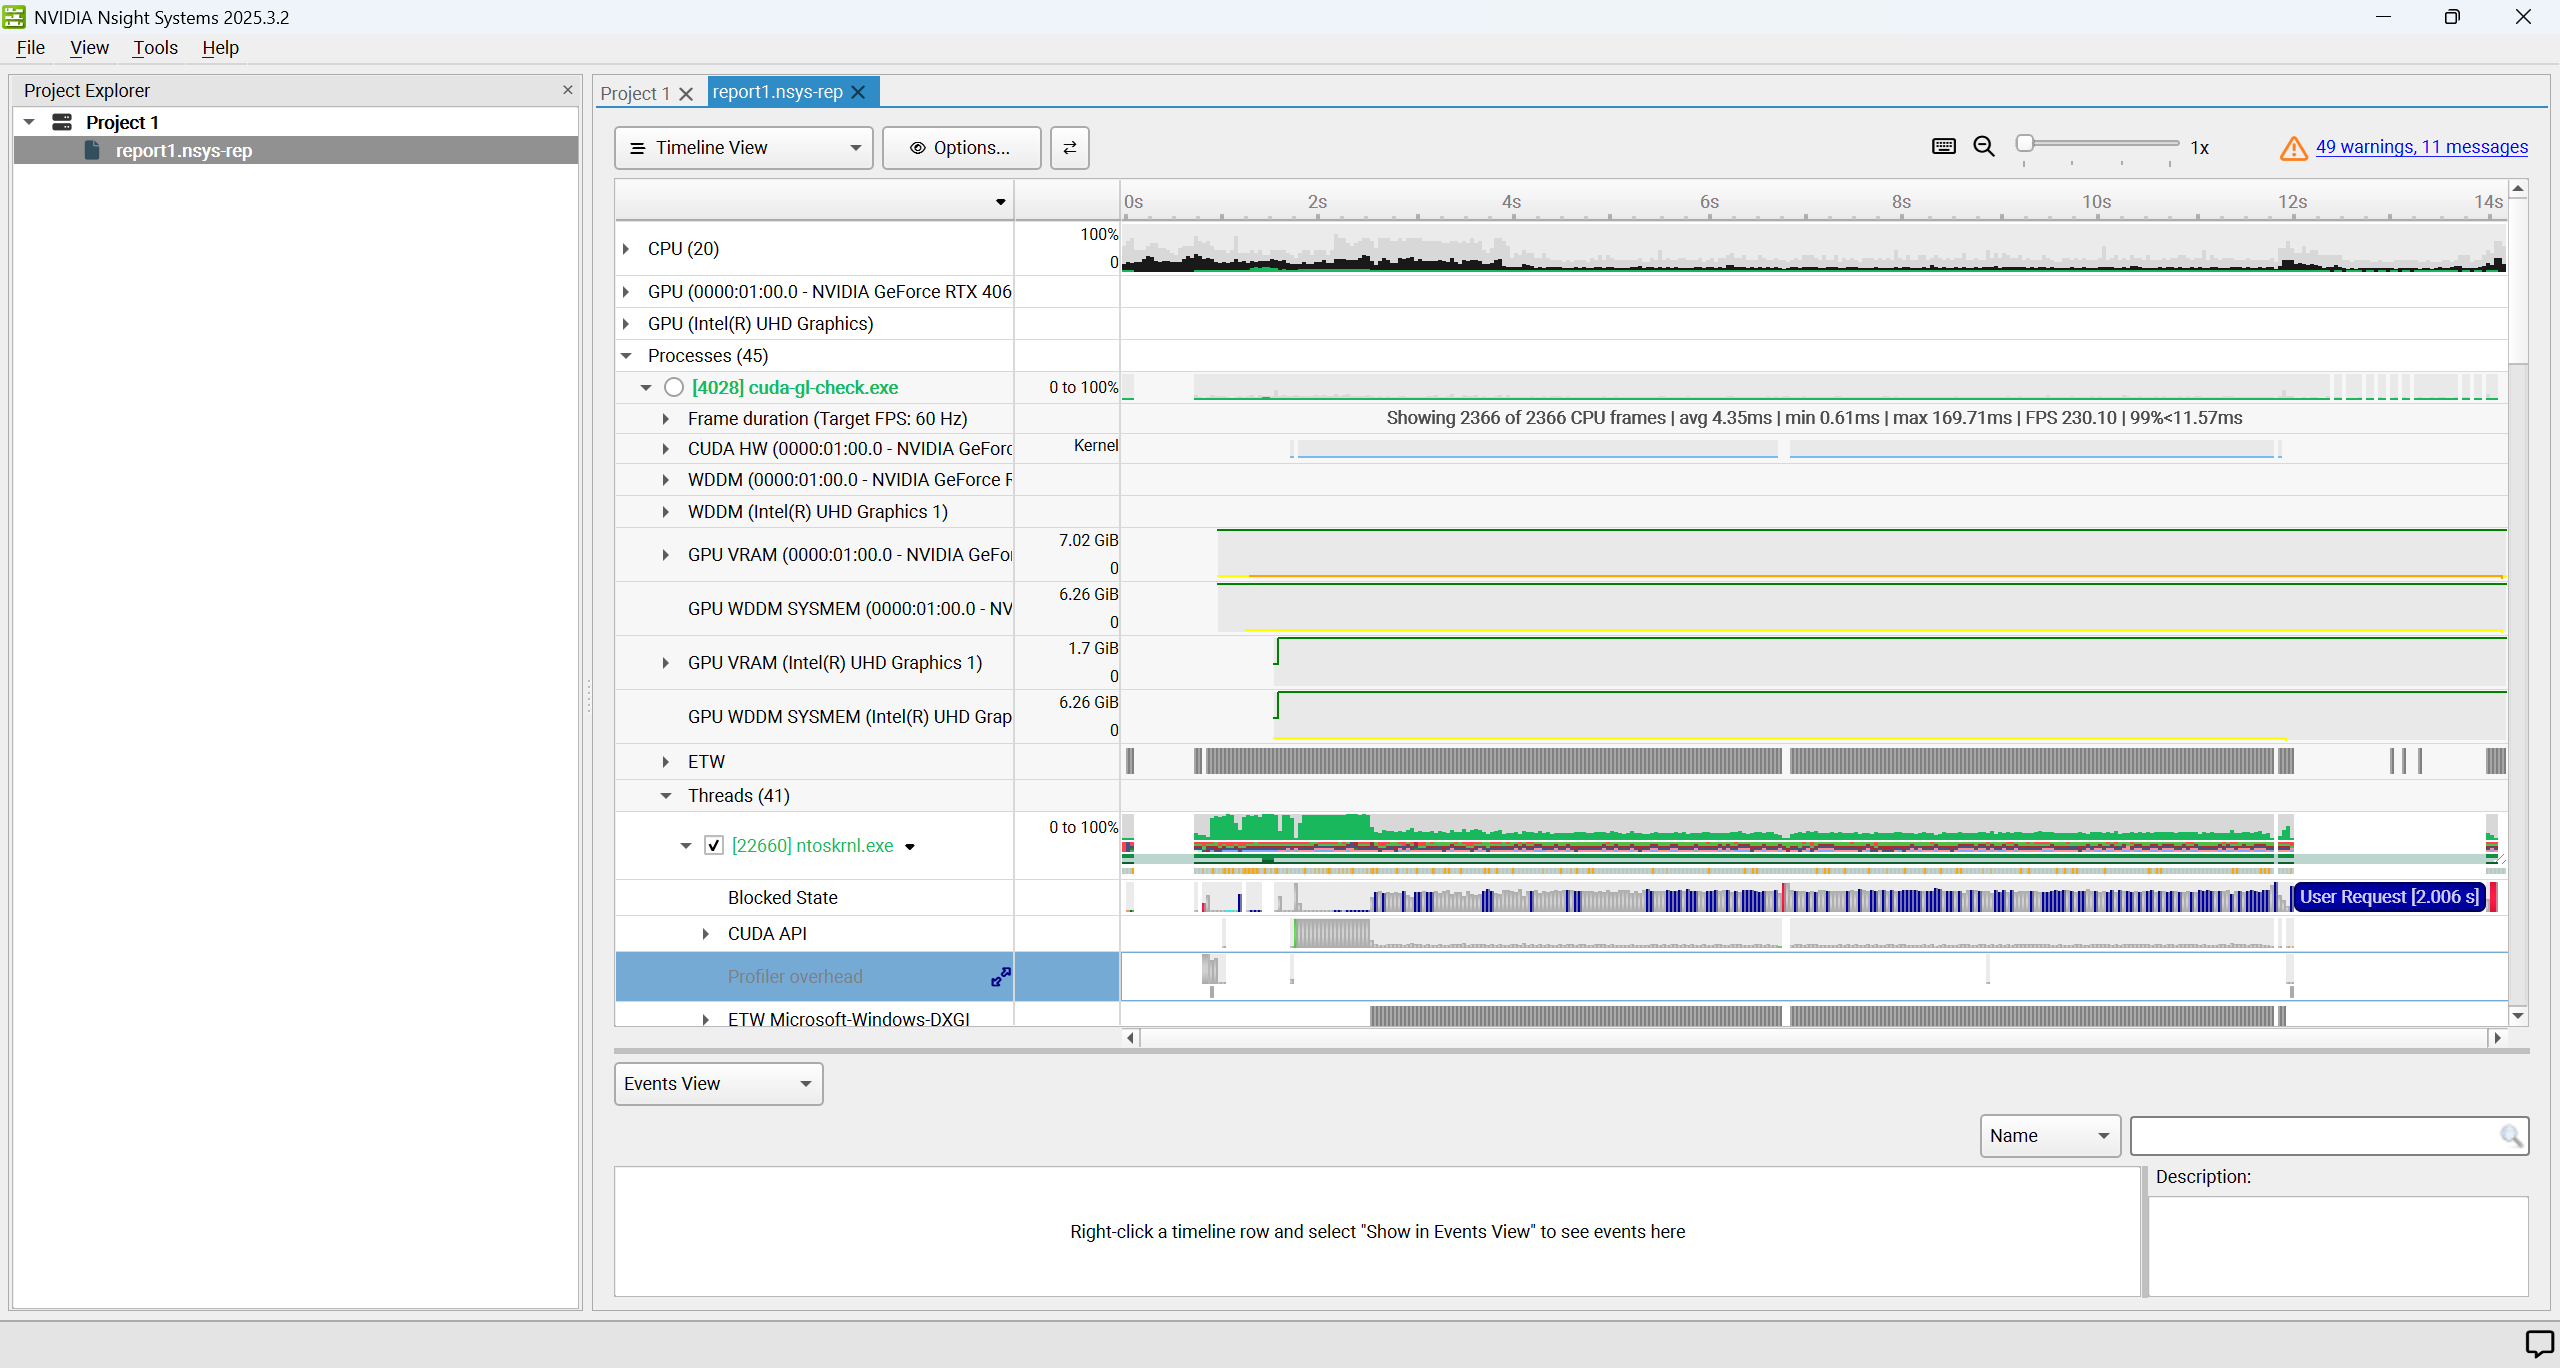 NVIDIA Nsight Systems 2025.3.2
File View Tools Help
Project Explorer
Project 1
report1.nsys-rep
Project 1 report1.nsys-rep
Timeline View Options... 1x 49 warnings, 11 messages
0s 2s 4s 6s 8s 10s 12s 14s
CPU (20) 100% 0
GPU (0000:01:00.0 - NVIDIA GeForce RTX 406
GPU (Intel(R) UHD Graphics)
Processes (45)
[4028] cuda-gl-check.exe 0 to 100%
Frame duration (Target FPS: 60 Hz) Showing 2366 of 2366 CPU frames | avg 4.35ms | min 0.61ms | max 169.71ms | FPS 230.10 | 99%<11.57ms
CUDA HW (0000:01:00.0 - NVIDIA GeForc Kernel
WDDM (0000:01:00.0 - NVIDIA GeForce R
WDDM (Intel(R) UHD Graphics 1)
GPU VRAM (0000:01:00.0 - NVIDIA GeFor 7.02 GiB 0
GPU WDDM SYSMEM (0000:01:00.0 - NV 6.26 GiB 0
GPU VRAM (Intel(R) UHD Graphics 1) 1.7 GiB 0
GPU WDDM SYSMEM (Intel(R) UHD Grap 6.26 GiB 0
ETW
Threads (41)
[22660] ntoskrnl.exe 0 to 100%
Blocked State User Request [2.006 s]
CUDA API
Profiler overhead
ETW Microsoft-Windows-DXGI
Events View
Name
Description:
Right-click a timeline row and select "Show in Events View" to see events here